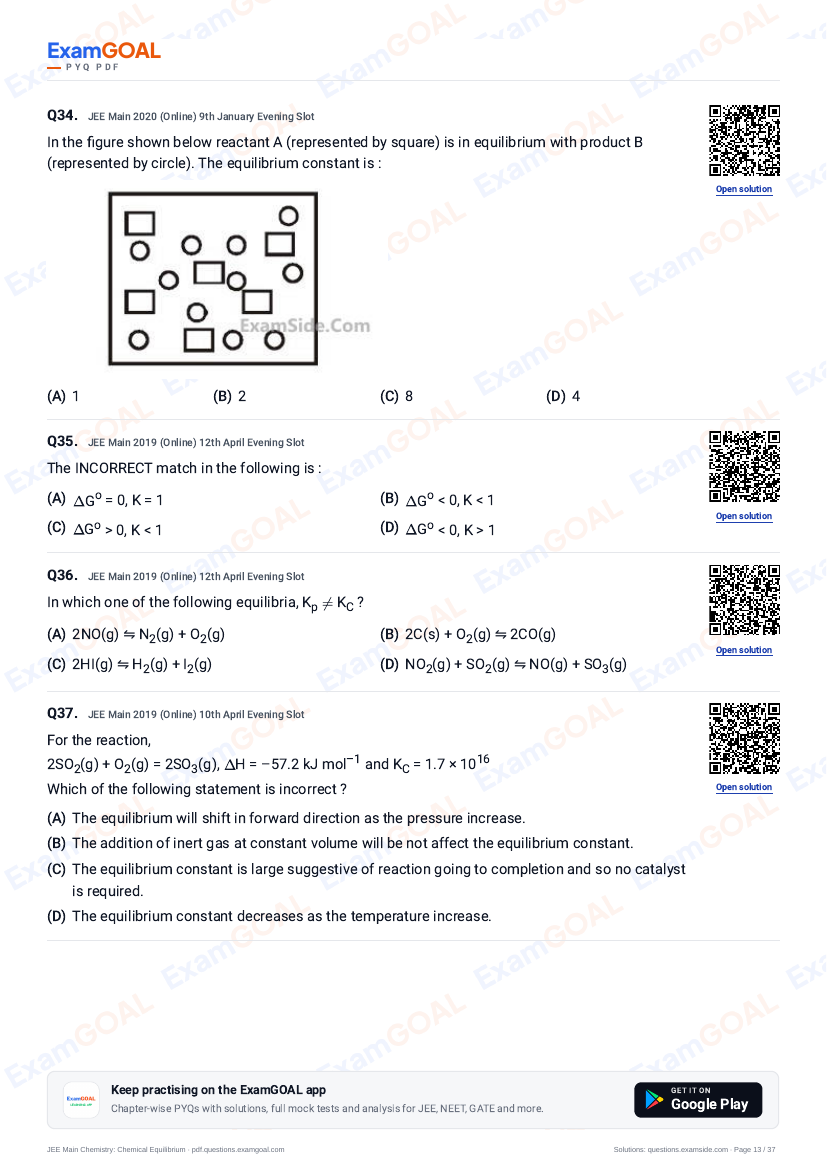 ExamGOAL
PYQ PDF
Q34. JEE Main 2020 (Online) 9th January Evening Slot
In the figure shown below reactant A (represented by square) is in equilibrium with product B
(represented by circle). The equilibrium constant is :
Open solution
ExamSide.Com
(A) 1 (B) 2 (C) 8 (D) 4
Q35. JEE Main 2019 (Online) 12th April Evening Slot
The INCORRECT match in the following is :
(A) ΔG° = 0, K = 1 (B) ΔG° < 0, K < 1
(C) ΔG° > 0, K < 1 (D) ΔG° < 0, K > 1
Open solution
Q36. JEE Main 2019 (Online) 12th April Evening Slot
In which one of the following equilibria, Kₚ ≠ K_C ?
(A) 2NO(g) ⇋ N₂(g) + O₂(g) (B) 2C(s) + O₂(g) ⇋ 2CO(g)
(C) 2HI(g) ⇋ H₂(g) + I₂(g) (D) NO₂(g) + SO₂(g) ⇋ NO(g) + SO₃(g)
Open solution
Q37. JEE Main 2019 (Online) 10th April Evening Slot
For the reaction,
2SO₂(g) + O₂(g) = 2SO₃(g), ΔH = −57.2 kJ mol⁻¹ and K_C = 1.7 × 10¹⁶
Which of the following statement is incorrect ?
Open solution
(A) The equilibrium will shift in forward direction as the pressure increase.
(B) The addition of inert gas at constant volume will be not affect the equilibrium constant.
(C) The equilibrium constant is large suggestive of reaction going to completion and so no catalyst
is required.
(D) The equilibrium constant decreases as the temperature increase.
ExamGOAL
Keep practising on the ExamGOAL app
Chapter-wise PYQs with solutions, full mock tests and analysis for JEE, NEET, GATE and more.
GET IT ON
Google Play
JEE Main Chemistry: Chemical Equilibrium · pdf.questions.examgoal.com
Solutions: questions.examside.com · Page 13 / 37